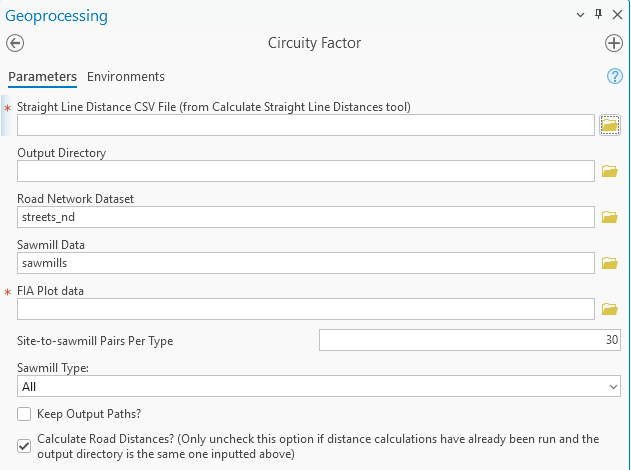 Geoprocessing
Circuity Factor
Parameters Environments
* Straight Line Distance CSV File (from Calculate Straight Line Distances tool)
Output Directory
Road Network Dataset
streets_nd
Sawmill Data
sawmills
* FIA Plot data
Site-to-sawmill Pairs Per Type 30
Sawmill Type:
All
Keep Output Paths?
Calculate Road Distances? (Only uncheck this option if distance calculations have already been run and the
output directory is the same one inputted above)